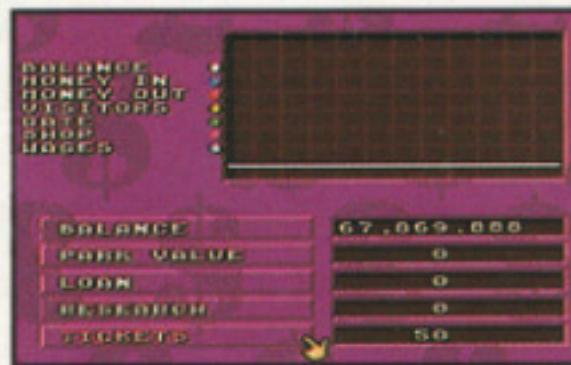 BALANCE
MONEY IN
MONEY OUT
VISITORS
GATE
SHOP
WAGES
BALANCE 67,869,888
PARK VALUE 0
LOAN 0
RESEARCH 0
TICKETS 50